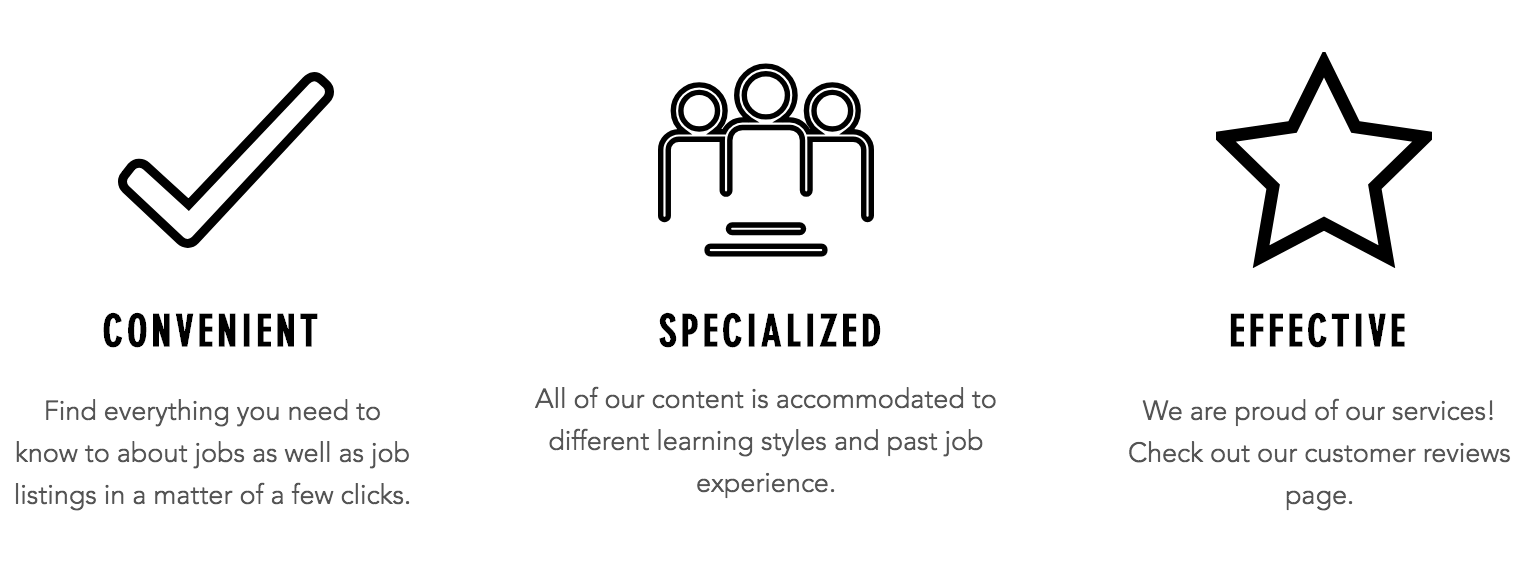 CONVENIENT
Find everything you need to
know to about jobs as well as job
listings in a matter of a few clicks.
SPECIALIZED
All of our content is accommodated to
different learning styles and past job
experience.
EFFECTIVE
We are proud of our services!
Check out our customer reviews
page.